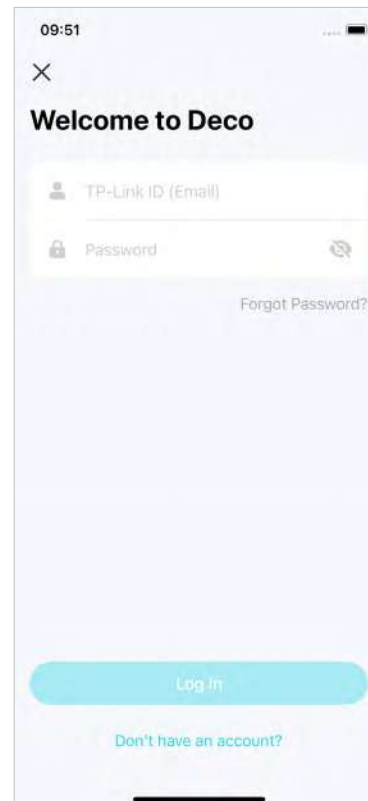 09:51
Welcome to Deco
TP-Link ID (Email)
Password
Forgot Password?
Log In
Don't have an account?